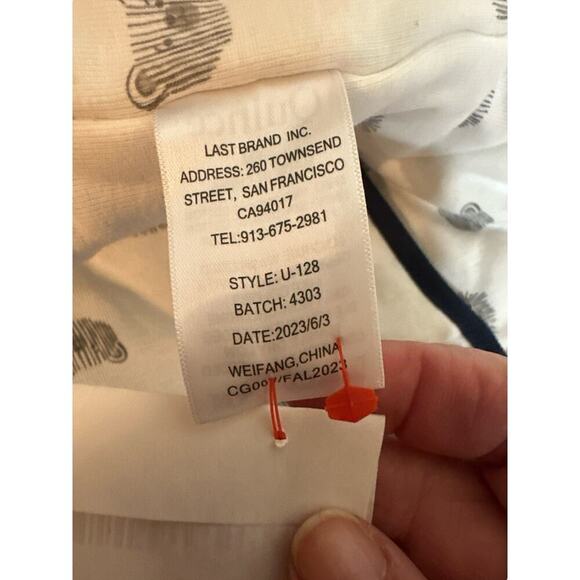 LAST BRAND INC.
ADDRESS: 260 TOWNSEND
STREET, SAN FRANCISCO
CA94017
TEL:913-675-2981
STYLE: U-128
BATCH: 4303
DATE:2023/6/3
WEIFANG,CHINA